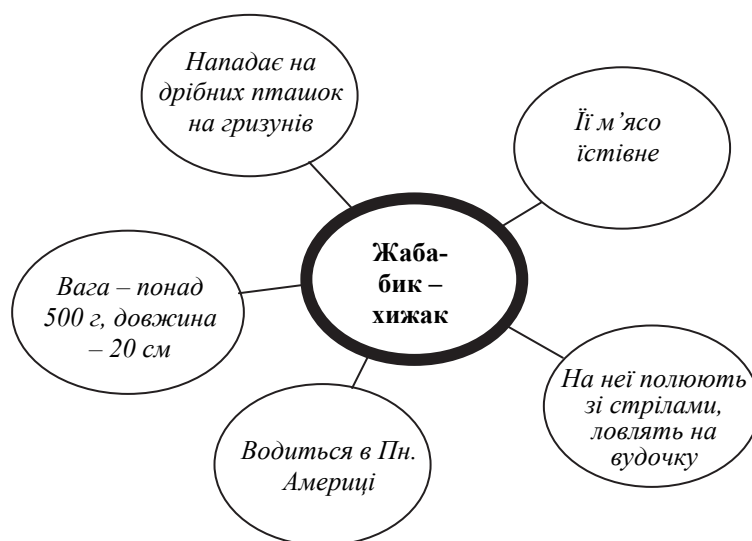 Нападає на
дрібних пташок
на гризунів
Її м’ясо
їстівне
Жаба-
бик –
хижак
Вага – понад
500 г, довжина
– 20 см
На неї полюють
зі стрілами,
ловлять на
вудочку
Водиться в Пн.
Америці